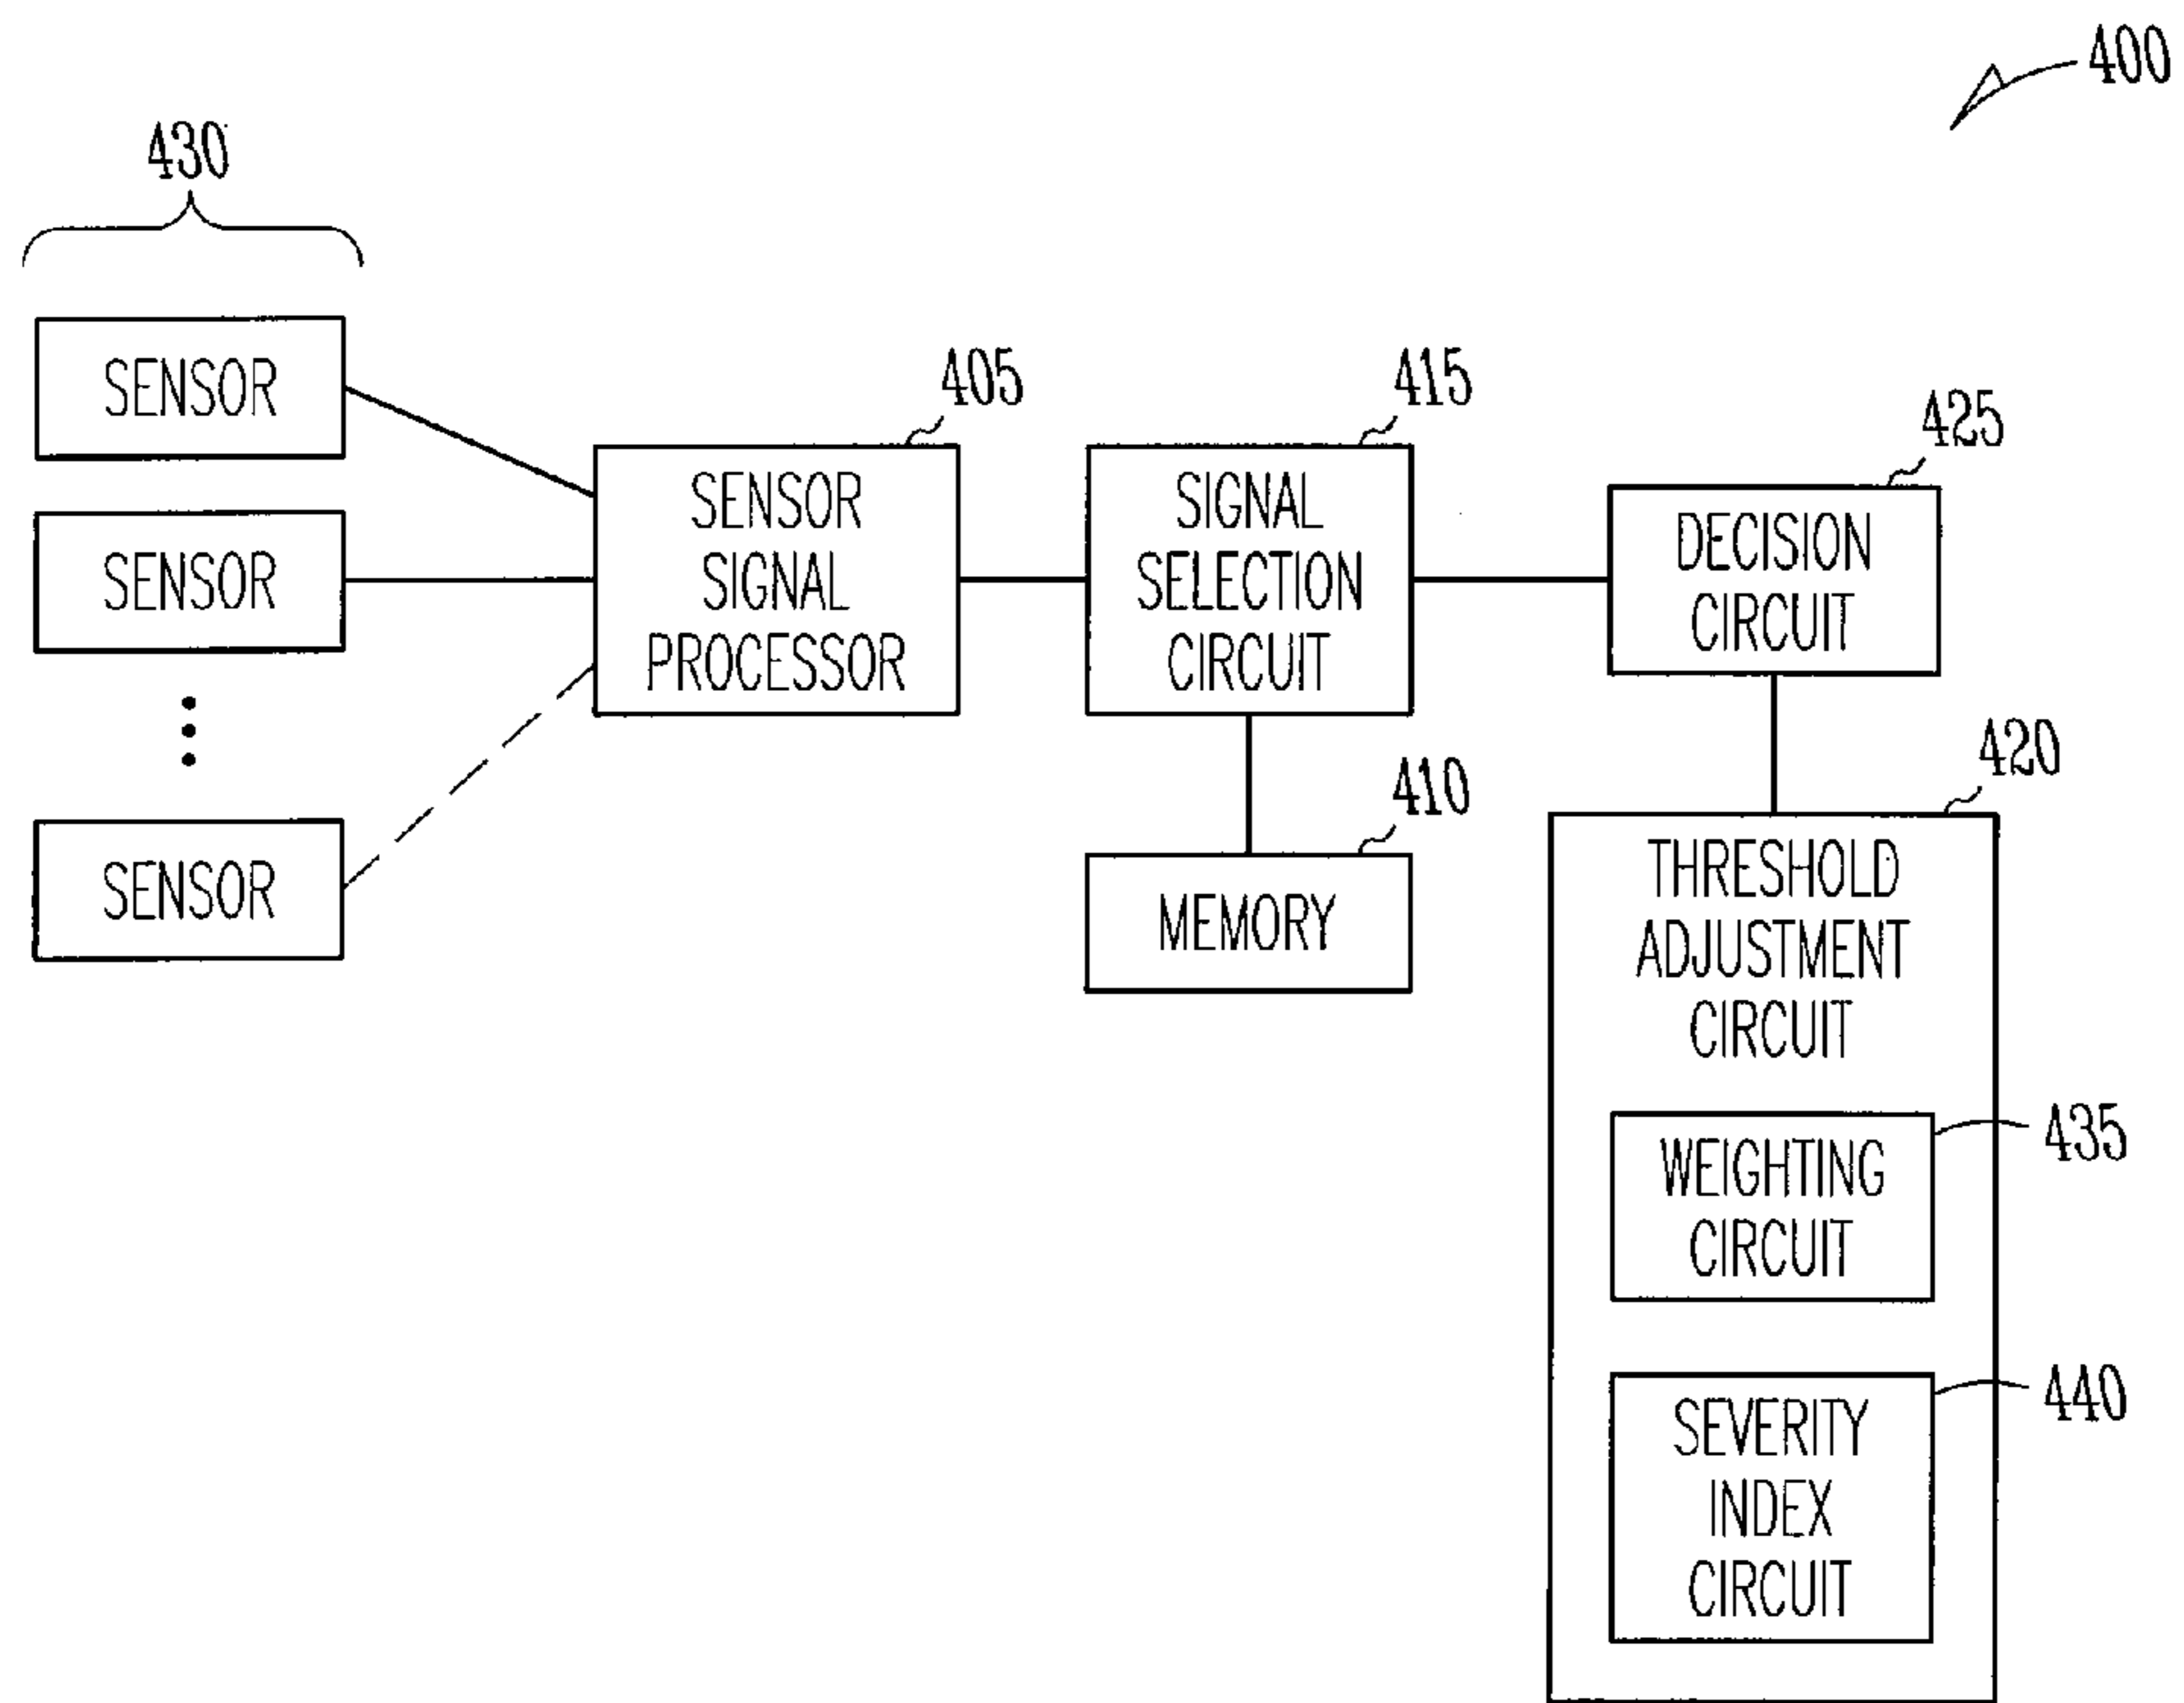 400
430
SENSOR
SENSOR
SENSOR
405
SENSOR
SIGNAL
PROCESSOR
415
SIGNAL
SELECTION
CIRCUIT
410
MEMORY
425
DECISION
CIRCUIT
420
THRESHOLD
ADJUSTMENT
CIRCUIT
435
WEIGHTING
CIRCUIT
440
SEVERITY
INDEX
CIRCUIT